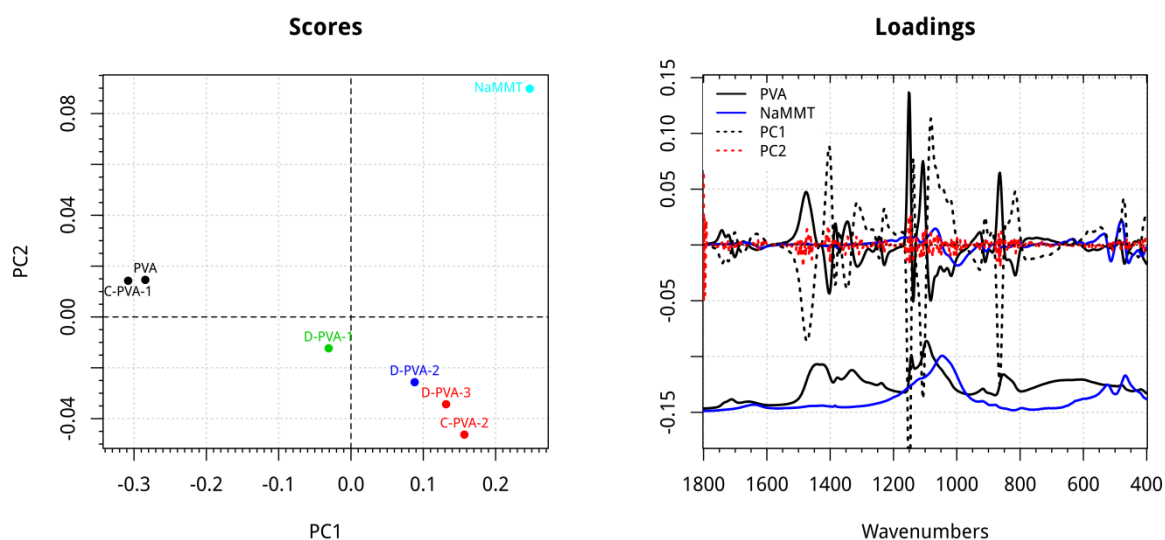 Scores
PC2
0.08
0.04
0.00
-0.04
NaMMT
PVA
C-PVA-1
D-PVA-1
D-PVA-2
D-PVA-3
C-PVA-2
-0.3
-0.2
-0.1
0.0
0.1
0.2
PC1
Loadings
0.15
0.10
0.05
-0.05
-0.15
PVA
NaMMT
PC1
PC2
1800
1600
1400
1200
1000
800
600
400
Wavenumbers